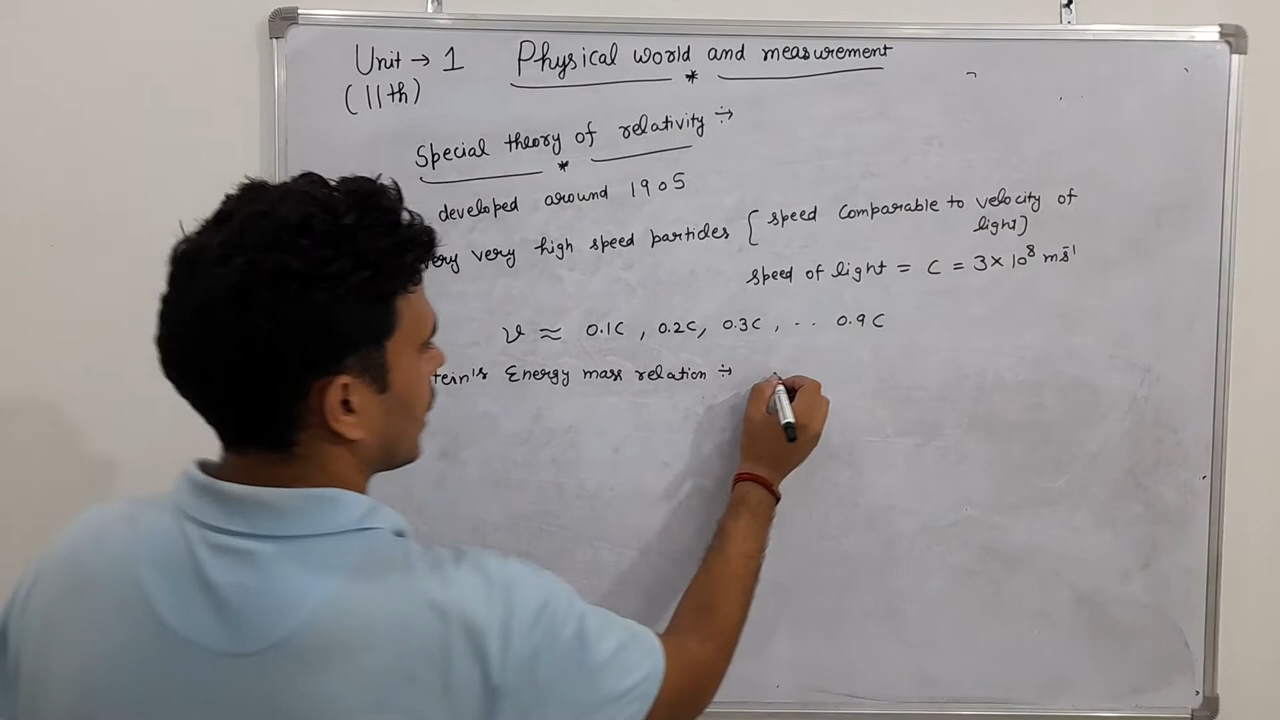 Unit → 1 Physical world and measurement
(11th)
Special theory of relativity ÷
developed around 1905
very very high speed particles [ speed comparable to velocity of
light]
speed of light = C = 3×10⁸ ms⁻¹
v ≈ 0.1C , 0.2C, 0.3C , .. 0.9C
tein's Energy mass relation ÷